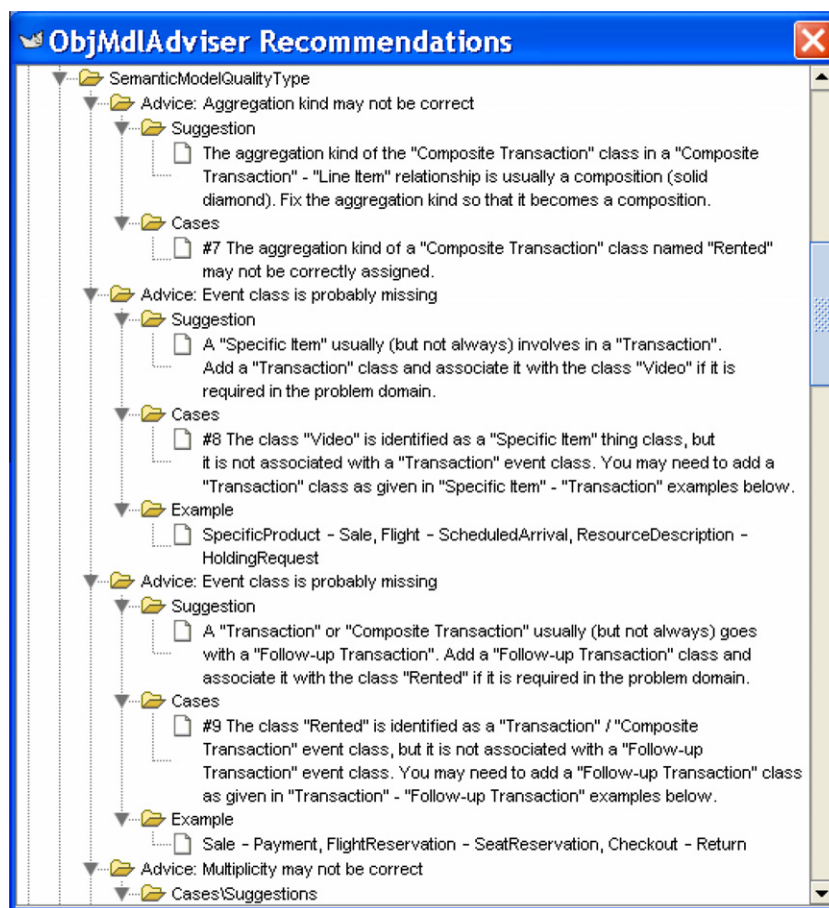 ObjMdlAdviser Recommendations
SemanticModelQualityType
Advice: Aggregation kind may not be correct
Suggestion
The aggregation kind of the "Composite Transaction" class in a "Composite
Transaction" - "Line Item" relationship is usually a composition (solid
diamond). Fix the aggregation kind so that it becomes a composition.
Cases
#7 The aggregation kind of a "Composite Transaction" class named "Rented"
may not be correctly assigned.
Advice: Event class is probably missing
Suggestion
A "Specific Item" usually (but not always) involves in a "Transaction".
Add a "Transaction" class and associate it with the class "Video" if it is
required in the problem domain.
Cases
#8 The class "Video" is identified as a "Specific Item" thing class, but
it is not associated with a "Transaction" event class. You may need to add a
"Transaction" class as given in "Specific Item" - "Transaction" examples below.
Example
SpecificProduct - Sale, Flight - ScheduledArrival, ResourceDescription -
HoldingRequest
Advice: Event class is probably missing
Suggestion
A "Transaction" or "Composite Transaction" usually (but not always) goes
with a "Follow-up Transaction". Add a "Follow-up Transaction" class and
associate it with the class "Rented" if it is required in the problem domain.
Cases
#9 The class "Rented" is identified as a "Transaction" / "Composite
Transaction" event class, but it is not associated with a "Follow-up
Transaction" event class. You may need to add a "Follow-up Transaction" class
as given in "Transaction" - "Follow-up Transaction" examples below.
Example
Sale - Payment, FlightReservation - SeatReservation, Checkout - Return
Advice: Multiplicity may not be correct
Cases\Suggestions